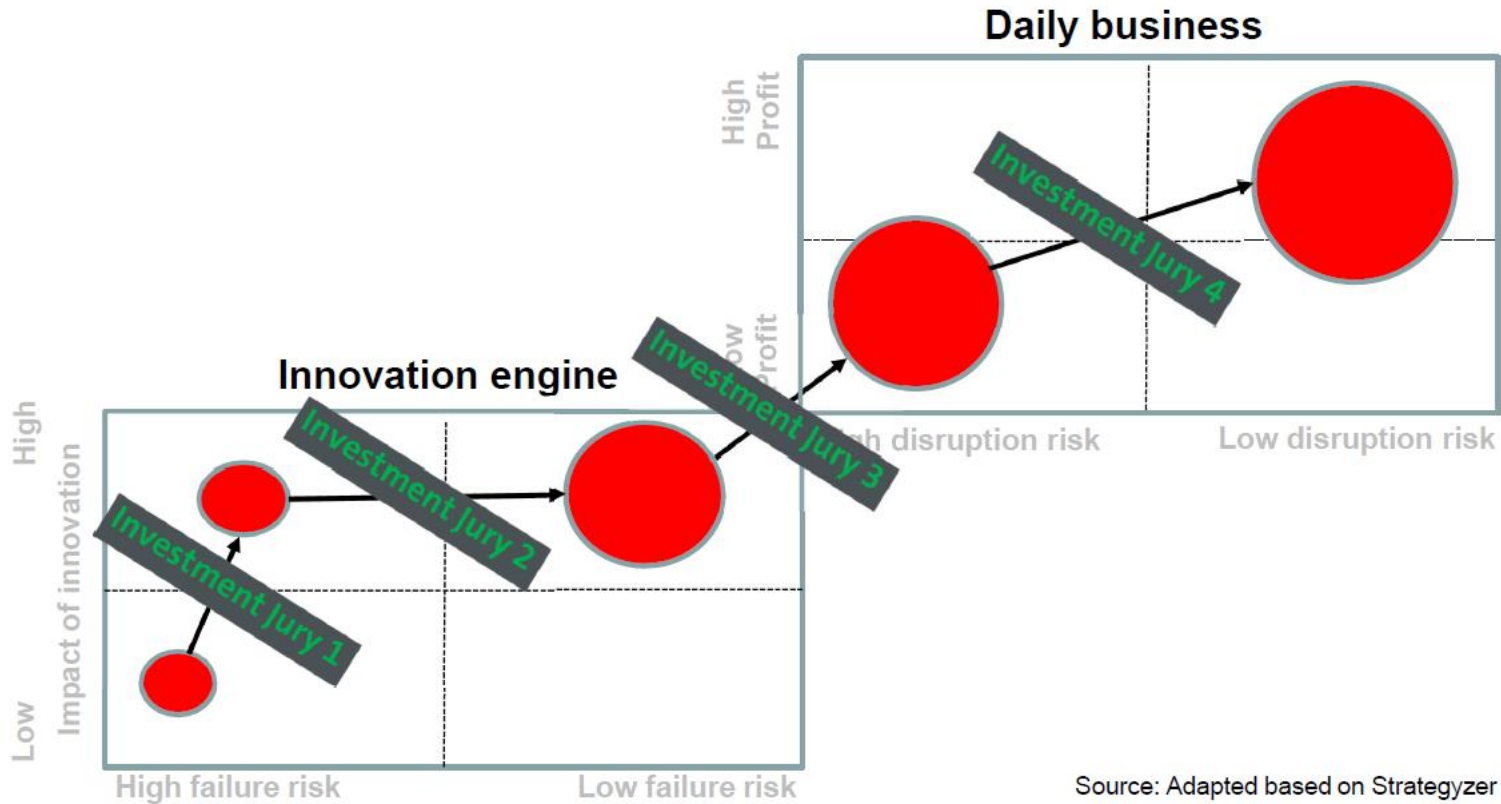 Daily business
High
Profit
Investment Jury 4
Profit
Innovation engine
Investment Jury 3
High
Impact of innovation
Low
Investment Jury 2
Investment Jury 1
disruption risk
Low disruption risk
High failure risk
Low failure risk
Source: Adapted based on Strategyzer